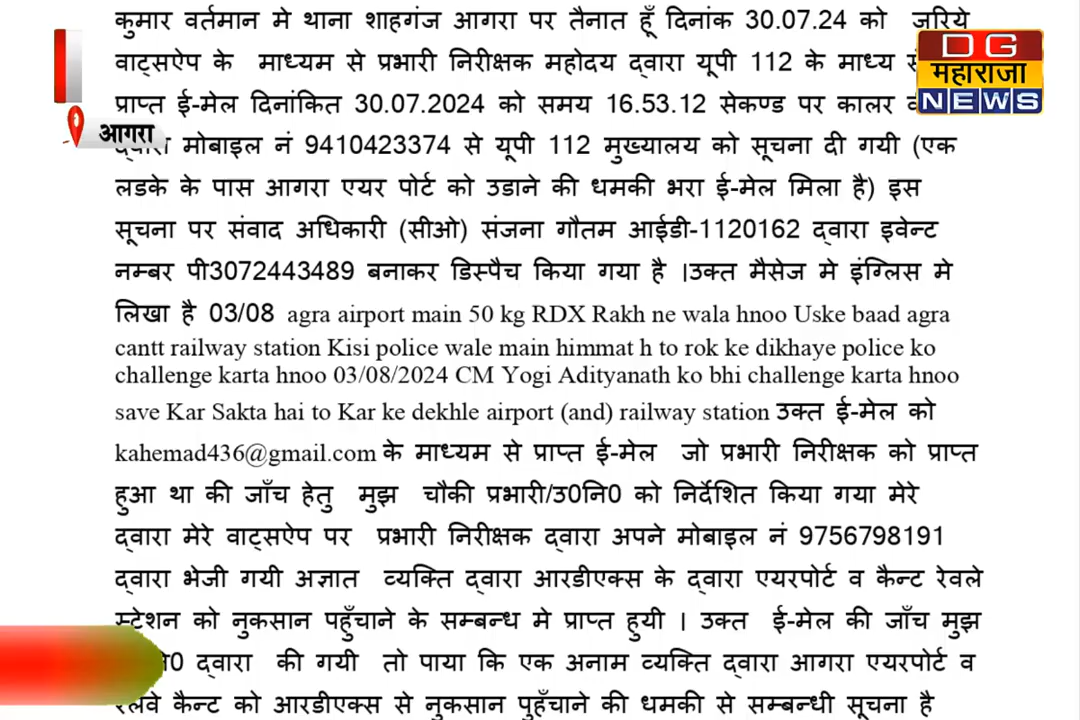 कुमार वर्तमान मे थाना शाहगंज आगरा पर तैनात हूँ दिनांक 30.07.24 को जरिये
वाट्सऐप के माध्यम से प्रभारी निरीक्षक महोदय द्वारा यूपी 112 के माध्य
प्राप्त ई-मेल दिनांकित 30.07.2024 को समय 16.53.12 सेकण्ड पर कालर
द्वारा मोबाइल नं 9410423374 से यूपी 112 मुख्यालय को सूचना दी गयी (एक
लडके के पास आगरा एयर पोर्ट को उडाने की धमकी भरा ई-मेल मिला है) इस
सूचना पर संवाद अधिकारी (सीओ) संजना गौतम आईडी-1120162 द्वारा इवेन्ट
नम्बर पी3072443489 बनाकर डिस्पैच किया गया है ।उक्त मैसेज मे इंग्लिस मे
लिखा है 03/08 agra airport main 50 kg RDX Rakh ne wala hnoo Uske baad agra
cantt railway station Kisi police wale main himmat h to rok ke dikhaye police ko
challenge karta hnoo 03/08/2024 CM Yogi Adityanath ko bhi challenge karta hnoo
save Kar Sakta hai to Kar ke dekhle airport (and) railway station उक्त ई-मेल को
kahemad436@gmail.com के माध्यम से प्राप्त ई-मेल जो प्रभारी निरीक्षक को प्राप्त
हुआ था की जाँच हेतु मुझ चौकी प्रभारी/उ0नि0 को निर्देशित किया गया मेरे
द्वारा मेरे वाट्सऐप पर प्रभारी निरीक्षक द्वारा अपने मोबाइल नं 9756798191
द्वारा भेजी गयी अज्ञात व्यक्ति द्वारा आरडीएक्स के द्वारा एयरपोर्ट व कैन्ट रेवले
स्टेशन को नुकसान पहुँचाने के सम्बन्ध मे प्राप्त हुयी । उक्त ई-मेल की जाँच मुझ
द्वारा की गयी तो पाया कि एक अनाम व्यक्ति द्वारा आगरा एयरपोर्ट व
रेलवे कैन्ट को आरडीएक्स से नुकसान पुहँचाने की धमकी से सम्बन्धी सूचना है
DG
महाराजा
NEWS
आगरा